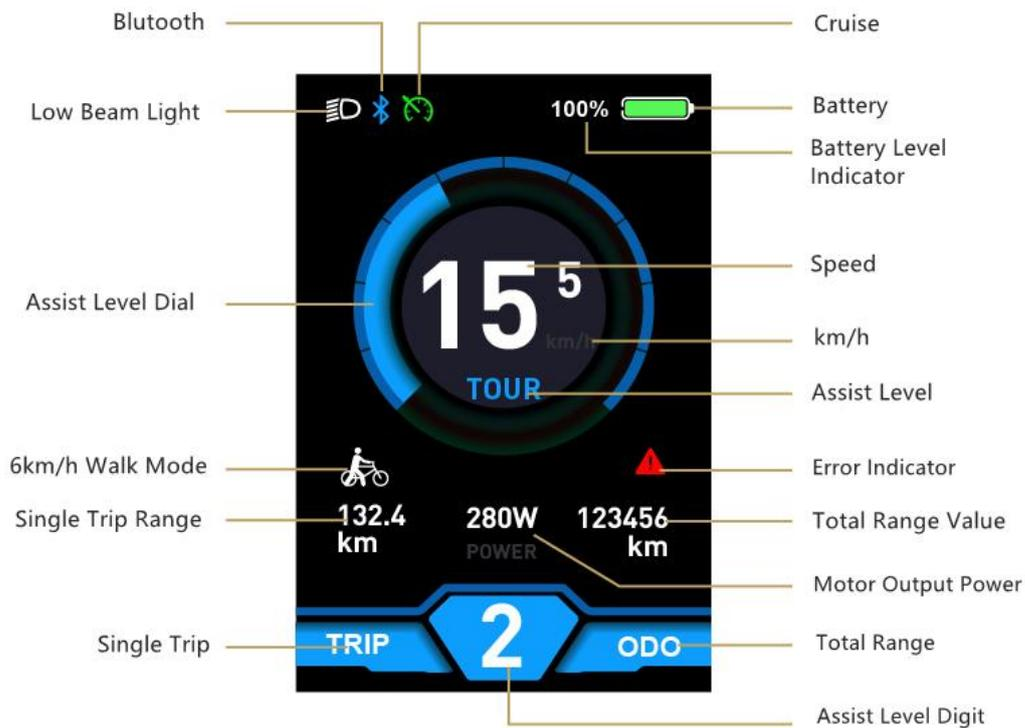 Blutooth
Cruise
Low Beam Light
100%
Battery
Battery Level
Indicator
15 5
Speed
Assist Level Dial
km/h
km/h
TOUR
Assist Level
6km/h Walk Mode
Error Indicator
Single Trip Range
132.4
km
280W
POWER
123456
km
Total Range Value
Motor Output Power
Single Trip
TRIP
2
ODO
Total Range
Assist Level Digit